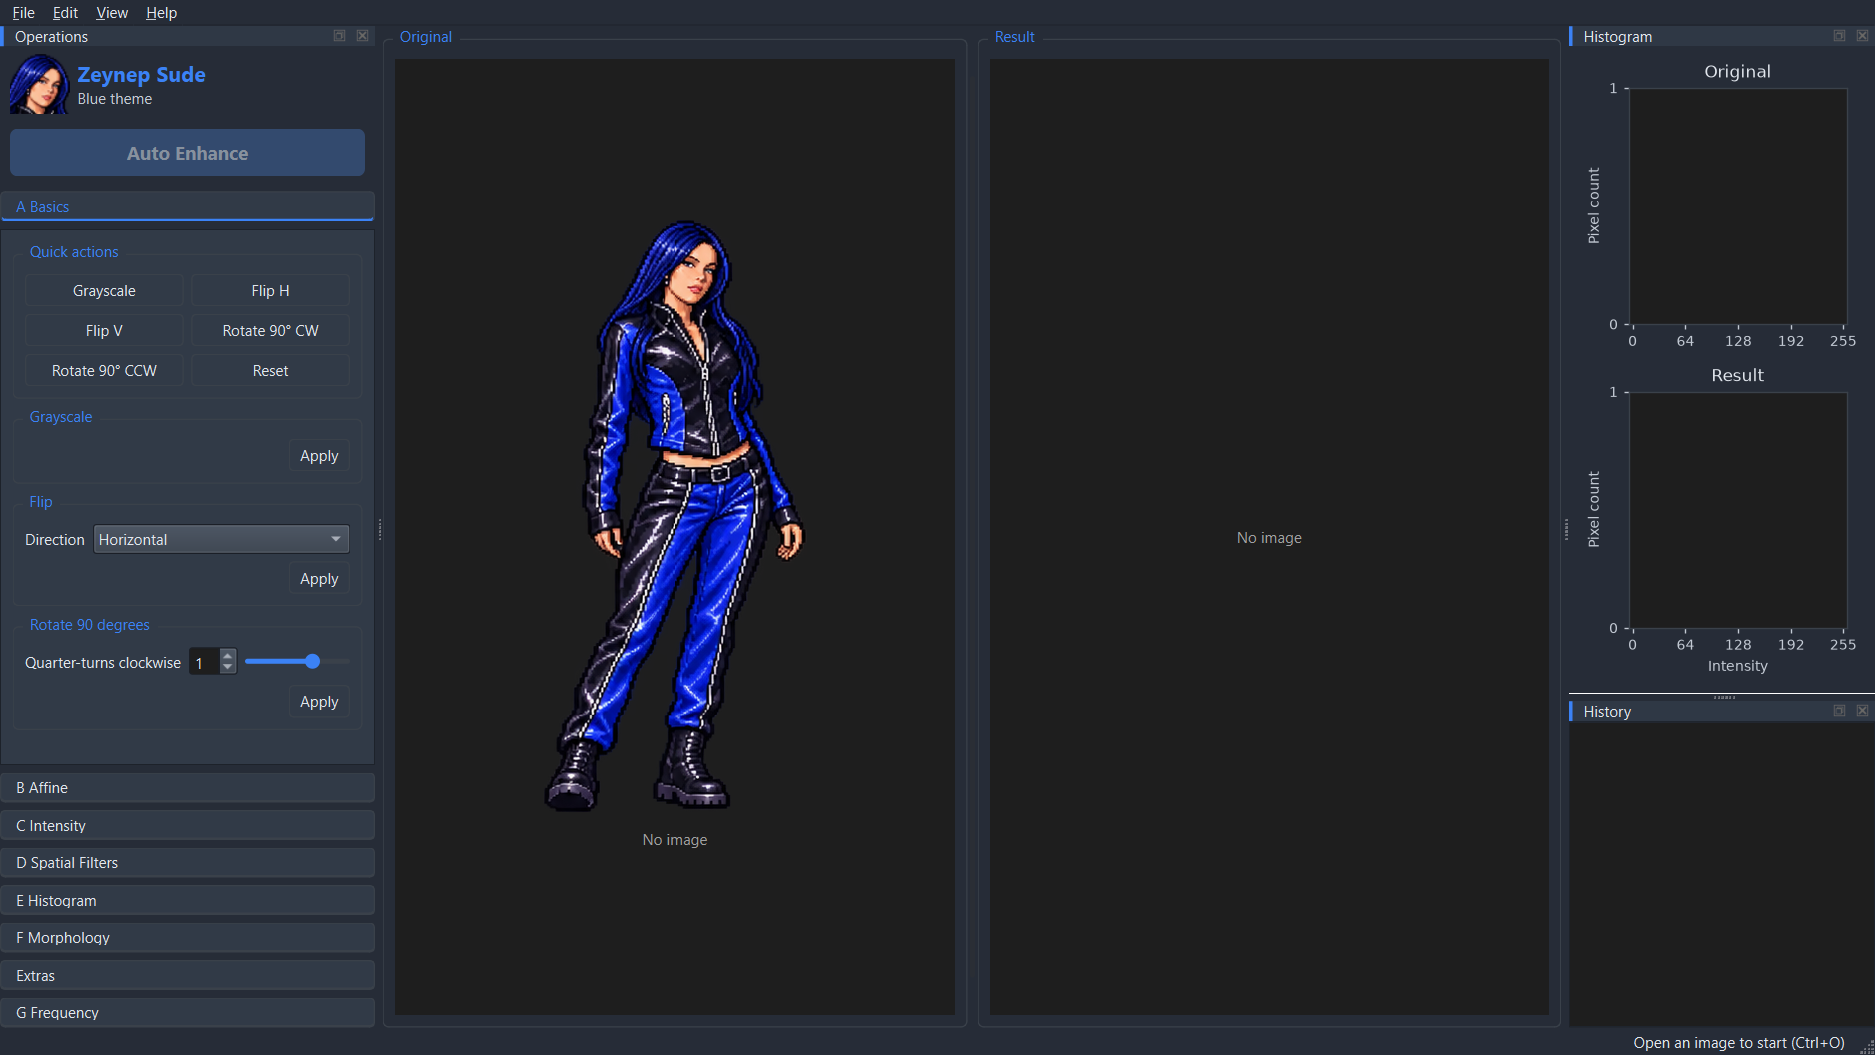 File Edit View Help
Operations
Zeynep Sude
Blue theme
Auto Enhance
A Basics
Quick actions
Grayscale Flip H
Flip V Rotate 90° CW
Rotate 90° CCW Reset
Grayscale
Apply
Flip
Direction Horizontal
Apply
Rotate 90 degrees
Quarter-turns clockwise 1
Apply
B Affine
C Intensity
D Spatial Filters
E Histogram
F Morphology
Extras
G Frequency
Original
No image
Result
No image
Histogram
Original
1
Pixel count
0
0 64 128 192 255
Result
1
Pixel count
0
0 64 128 192 255
Intensity
History
Open an image to start (Ctrl+O)